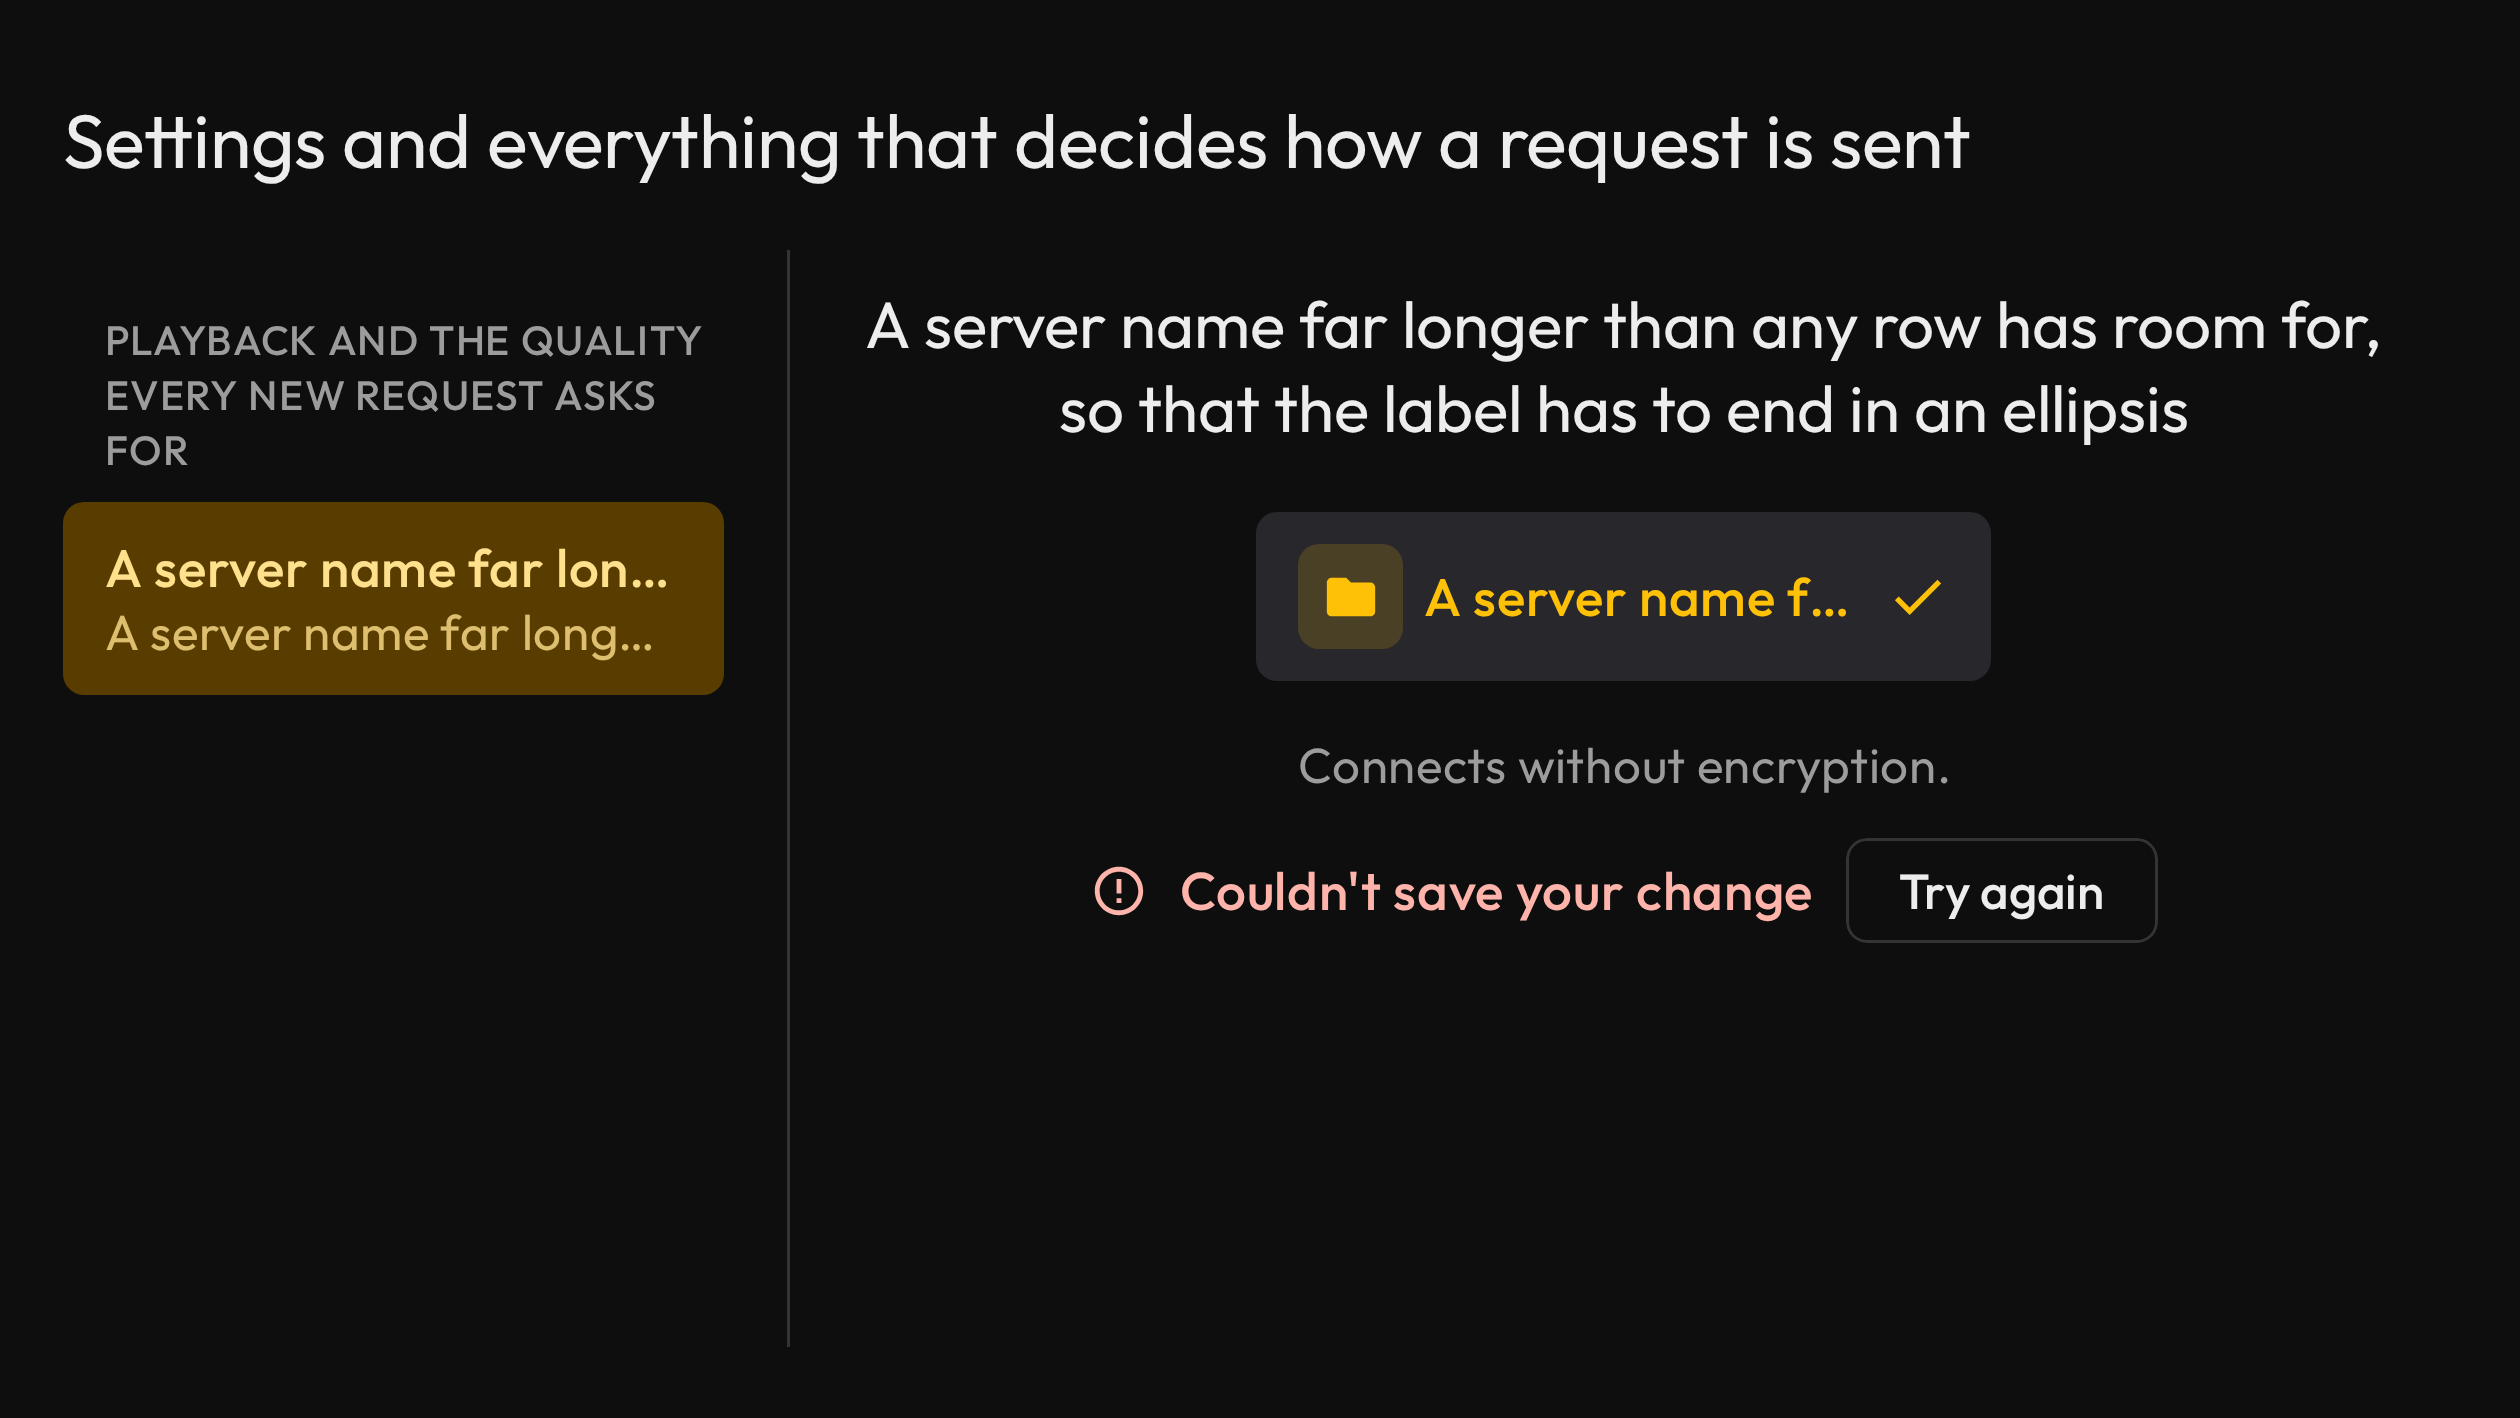 Settings and everything that decides how a request is sent
PLAYBACK AND THE QUALITY
EVERY NEW REQUEST ASKS
FOR
A server name far lon...
A server name far long...
A server name far longer than any row has room for,
so that the label has to end in an ellipsis
A server name f...
Connects without encryption.
Couldn't save your change
Try again